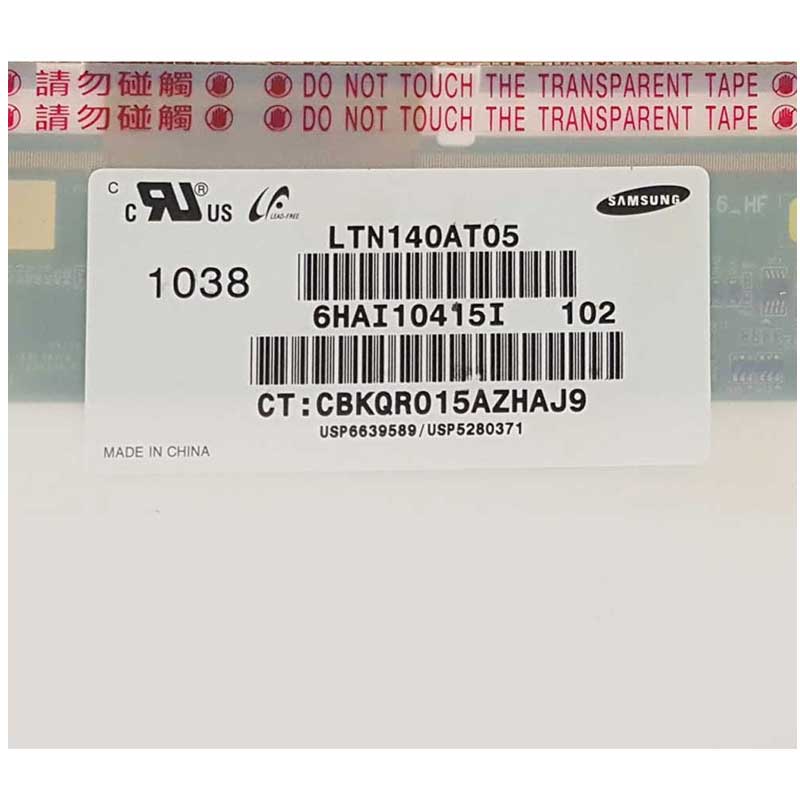 請勿碰觸 DO NOT TOUCH THE TRANSPARENT TAPE
請勿碰觸 DO NOT TOUCH THE TRANSPARENT TAPE
C
C RU ® US LEAD-FREE SAMSUNG
6_HF
LTN140AT05
1038
6HAI10415I 102
CT:CBKQR015AZHAJ9
USP6639589/USP5280371
MADE IN CHINA